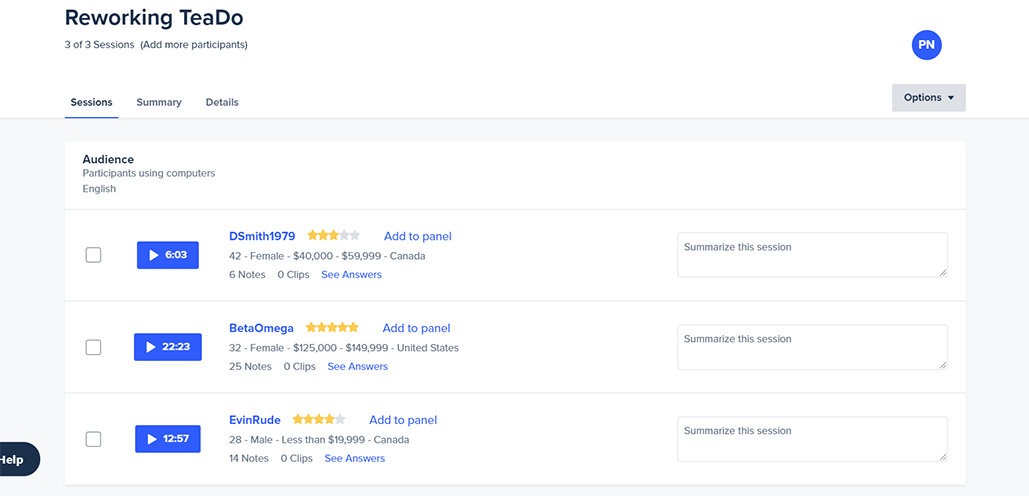 Reworking TeaDo
3 of 3 Sessions (Add more participants)
PN
Sessions Summary Details
Options
Audience
Participants using computers
English
DSmith1979 Add to panel
6:03
42 - Female - $40,000 - $59,999 - Canada
6 Notes 0 Clips See Answers
Summarize this session
BetaOmega Add to panel
22:23
32 - Female - $125,000 - $149,999 - United States
25 Notes 0 Clips See Answers
Summarize this session
EvinRude Add to panel
12:57
28 - Male - Less than $19,999 - Canada
14 Notes 0 Clips See Answers
Summarize this session
Help